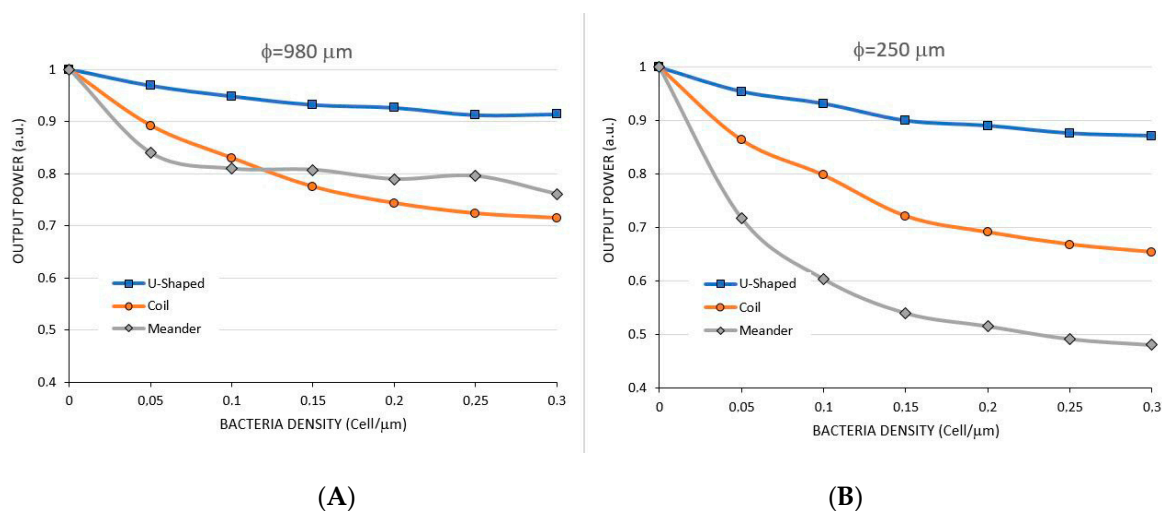 (A)
ϕ=980 μm
1
0.9
0.8
0.7
0.6
0.5
0.4
OUTPUT POWER (a.u.)
U-Shaped
Coil
Meander
0 0,05 0.1 0.15 0.2 0.25 0.3
BACTERIA DENSITY (Cell/μm)
(B)
ϕ=250 μm
1
0.9
0.8
0.7
0.6
0.5
0.4
OUTPUT POWER (a.u.)
U-Shaped
Coil
Meander
0 0.05 0.1 0.15 0.2 0.25 0.3
BACTERIA DENSITY (Cell/μm)